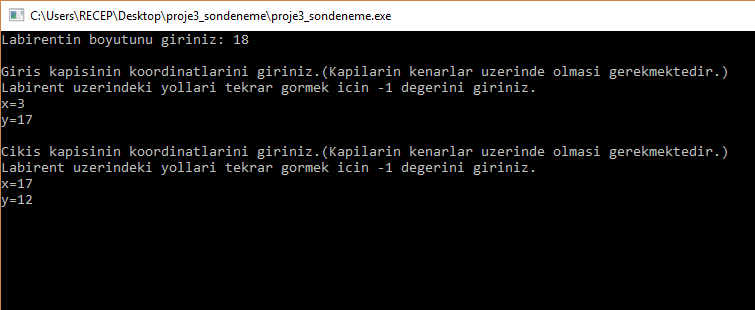 C:\Users\RECEP\Desktop\proje3_sondeneme\proje3_sondeneme.exe
Labirentin boyutunu giriniz: 18
Giris kapisinin koordinatlarini giriniz.(Kapilarin kenarlar uzerinde olmasi gerekmektedir.)
Labirent uzerindeki yollari tekrar gormek icin -1 degerini giriniz.
x=3
y=17
Cikis kapisinin koordinatlarini giriniz.(Kapilarin kenarlar uzerinde olmasi gerekmektedir.)
Labirent uzerindeki yollari tekrar gormek icin -1 degerini giriniz.
x=17
y=12